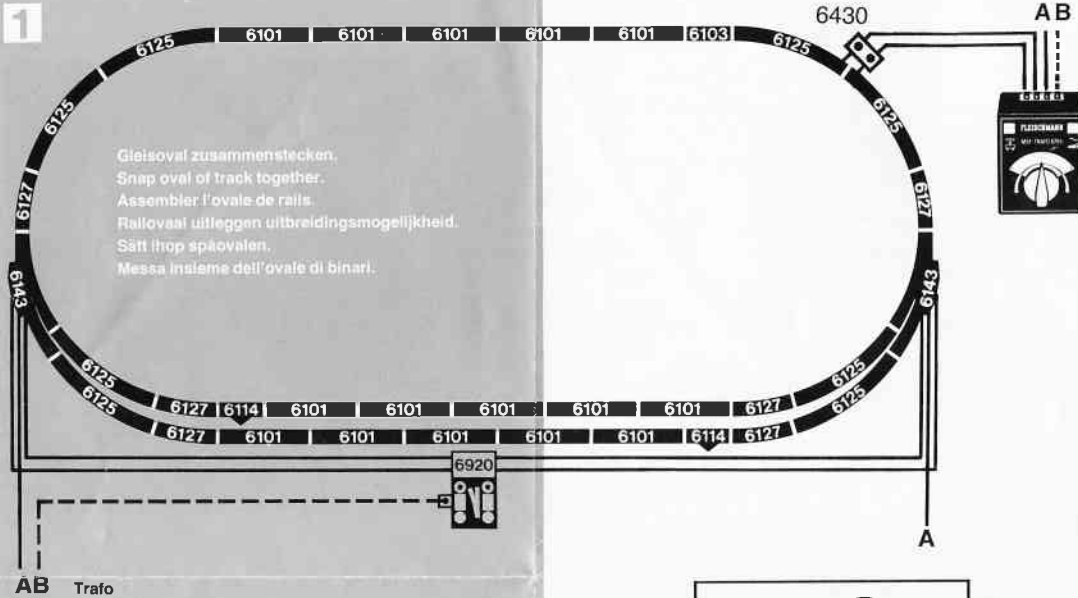 1
6430
A B
6125 6101 6101 6101 6101 6101 6103 6125
6125 6125
FLEISCHMANN
6127 6127
Gleisoval zusammenstecken.
Snap oval of track together.
Assembler l'ovale de rails.
Railovaal uitleggen uitbreidingsmogelijkheid.
Sätt ihop spåovalen.
Messa insieme dell'ovale di binari.
6143 6143
6125 6125
6125 6125
6127 6114 6101 6101 6101 6101 6101 6127
6127 6101 6101 6101 6101 6101 6114 6127
6920
A
AB Trafo